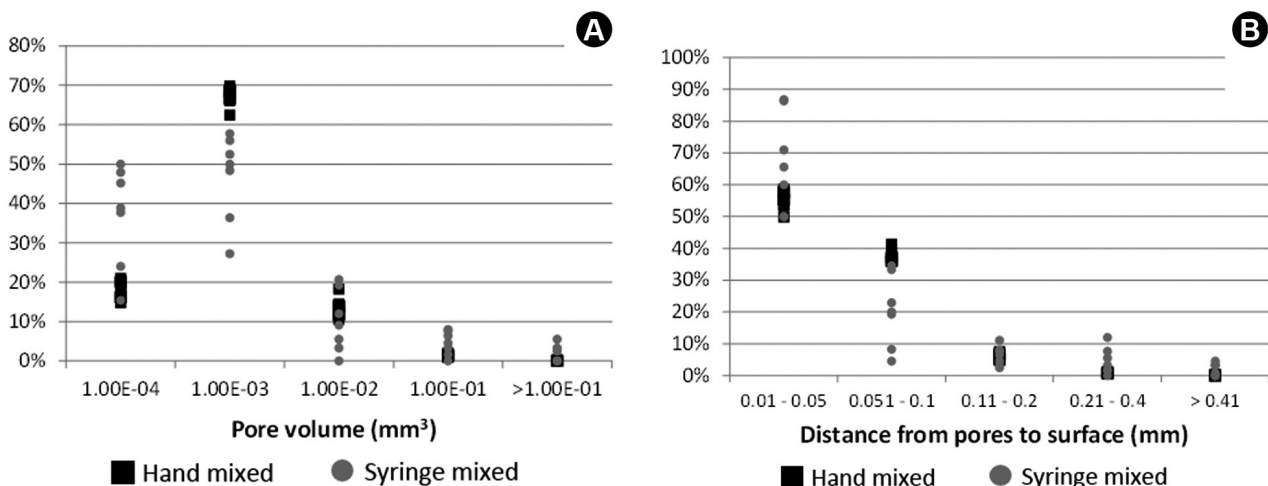 A
80%
70%
60%
50%
40%
30%
20%
10%
0%
1.00E-04 1.00E-03 1.00E-02 1.00E-01 >1.00E-01
Pore volume (mm³)
Hand mixed Syringe mixed
B
100%
90%
80%
70%
60%
50%
40%
30%
20%
10%
0%
0.01 - 0.05 0.051 - 0.1 0.11 - 0.2 0.21 - 0.4 > 0.41
Distance from pores to surface (mm)
Hand mixed Syringe mixed